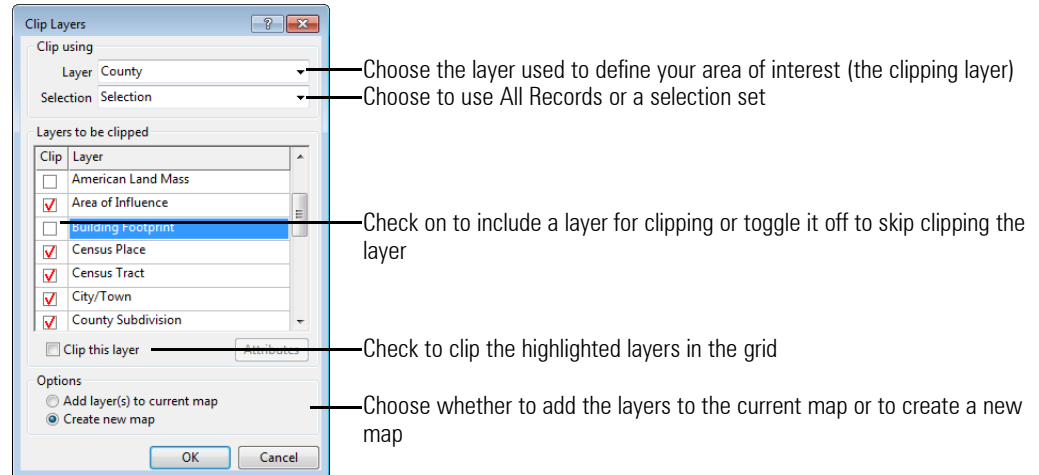 Clip Layers
Clip using
Layer County
Choose the layer used to define your area of interest (the clipping layer)
Selection Selection
Choose to use All Records or a selection set
Layers to be clipped
Clip Layer
American Land Mass
Area of Influence
Building Footprint
Check on to include a layer for clipping or toggle it off to skip clipping the
layer
Census Place
Census Tract
City/Town
County Subdivision
Clip this layer Attributes
Check to clip the highlighted layers in the grid
Options
Add layer(s) to current map
Create new map
Choose whether to add the layers to the current map or to create a new
map
OK Cancel